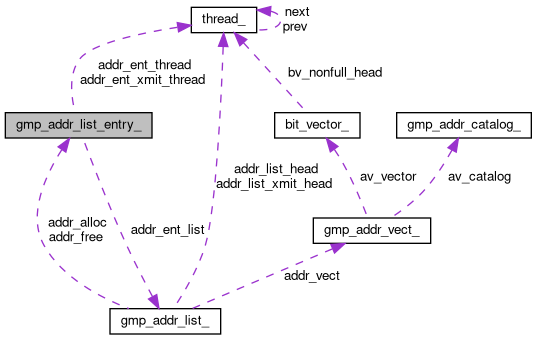 thread_
next
prev
addr_ent_thread
addr_ent_xmit_thread
bv_nonfull_head
gmp_addr_list_entry_
bit_vector_
gmp_addr_catalog_
addr_list_head
addr_list_xmit_head
av_vector
av_catalog
addr_alloc
addr_free
addr_ent_list
gmp_addr_vect_
addr_vect
gmp_addr_list_